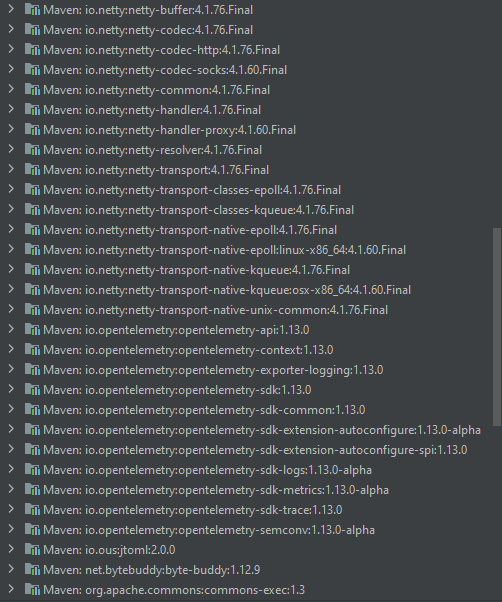 Maven: io.netty:netty-buffer:4.1.76.Final
Maven: io.netty:netty-codec:4.1.76.Final
Maven: io.netty:netty-codec-http:4.1.76.Final
Maven: io.netty:netty-codec-socks:4.1.60.Final
Maven: io.netty:netty-common:4.1.76.Final
Maven: io.netty:netty-handler:4.1.76.Final
Maven: io.netty:netty-handler-proxy:4.1.60.Final
Maven: io.netty:netty-resolver:4.1.76.Final
Maven: io.netty:netty-transport:4.1.76.Final
Maven: io.netty:netty-transport-classes-epoll:4.1.76.Final
Maven: io.netty:netty-transport-classes-kqueue:4.1.76.Final
Maven: io.netty:netty-transport-native-epoll:4.1.76.Final
Maven: io.netty:netty-transport-native-epoll:linux-x86_64:4.1.60.Final
Maven: io.netty:netty-transport-native-kqueue:4.1.76.Final
Maven: io.netty:netty-transport-native-kqueue:osx-x86_64:4.1.60.Final
Maven: io.netty:netty-transport-native-unix-common:4.1.76.Final
Maven: io.opentelemetry:opentelemetry-api:1.13.0
Maven: io.opentelemetry:opentelemetry-context:1.13.0
Maven: io.opentelemetry:opentelemetry-exporter-logging:1.13.0
Maven: io.opentelemetry:opentelemetry-sdk:1.13.0
Maven: io.opentelemetry:opentelemetry-sdk-common:1.13.0
Maven: io.opentelemetry:opentelemetry-sdk-extension-autoconfigure:1.13.0-alpha
Maven: io.opentelemetry:opentelemetry-sdk-extension-autoconfigure-spi:1.13.0
Maven: io.opentelemetry:opentelemetry-sdk-logs:1.13.0-alpha
Maven: io.opentelemetry:opentelemetry-sdk-metrics:1.13.0-alpha
Maven: io.opentelemetry:opentelemetry-sdk-trace:1.13.0
Maven: io.opentelemetry:opentelemetry-semconv:1.13.0-alpha
Maven: io.ous:jtoml:2.0.0
Maven: net.bytebuddy:byte-buddy:1.12.9
Maven: org.apache.commons:commons-exec:1.3